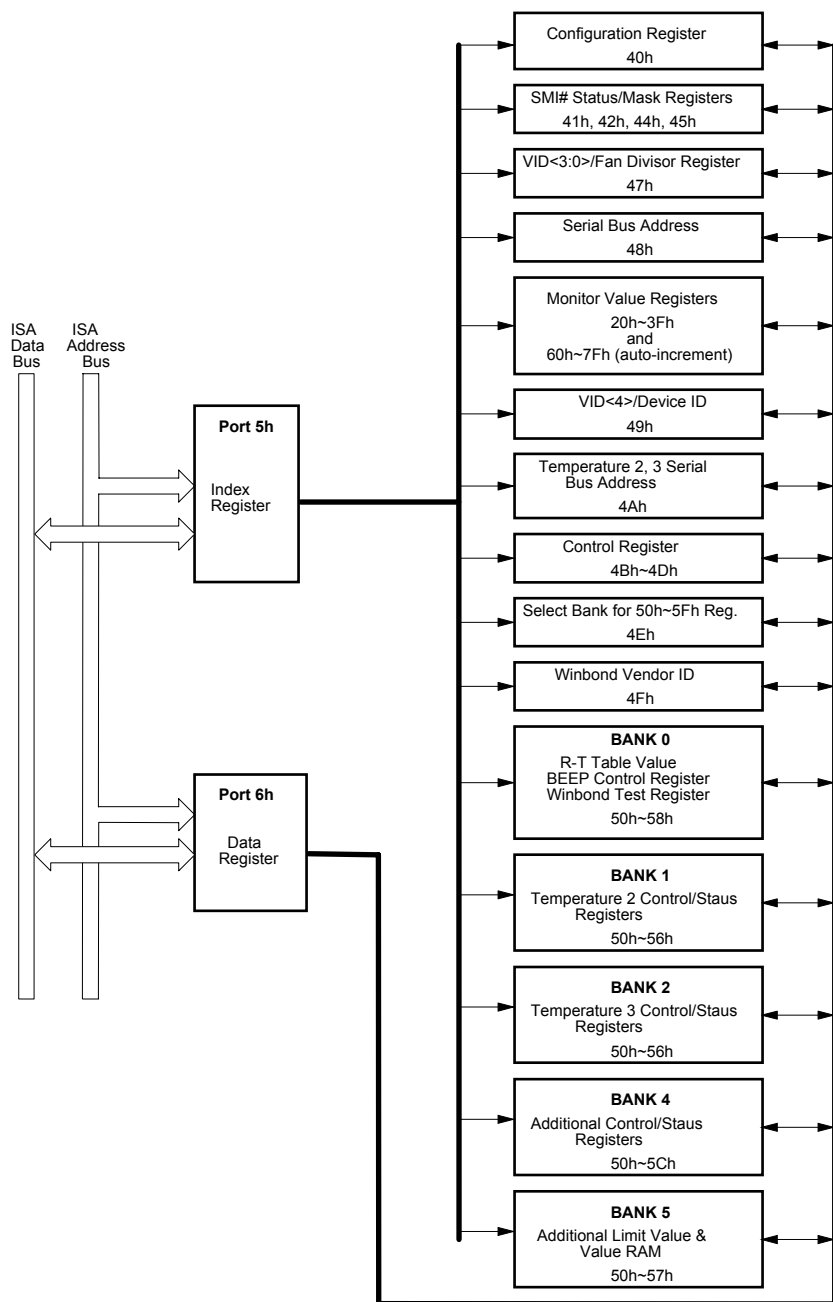 Configuration Register
40h
SMI# Status/Mask Registers
41h, 42h, 44h, 45h
VID<3:0>/Fan Divisor Register
47h
Serial Bus Address
48h
Monitor Value Registers
20h~3Fh
and
60h~7Fh (auto-increment)
ISA
Data
Bus
ISA
Address
Bus
VID<4>/Device ID
49h
Port 5h
Index
Register
Temperature 2, 3 Serial
Bus Address
4Ah
Control Register
4Bh~4Dh
Select Bank for 50h~5Fh Reg.
4Eh
Winbond Vendor ID
4Fh
BANK 0
R-T Table Value
BEEP Control Register
Winbond Test Register
50h~58h
Port 6h
Data
Register
BANK 1
Temperature 2 Control/Staus
Registers
50h~56h
BANK 2
Temperature 3 Control/Staus
Registers
50h~56h
BANK 4
Additional Control/Staus
Registers
50h~5Ch
BANK 5
Additional Limit Value &
Value RAM
50h~57h